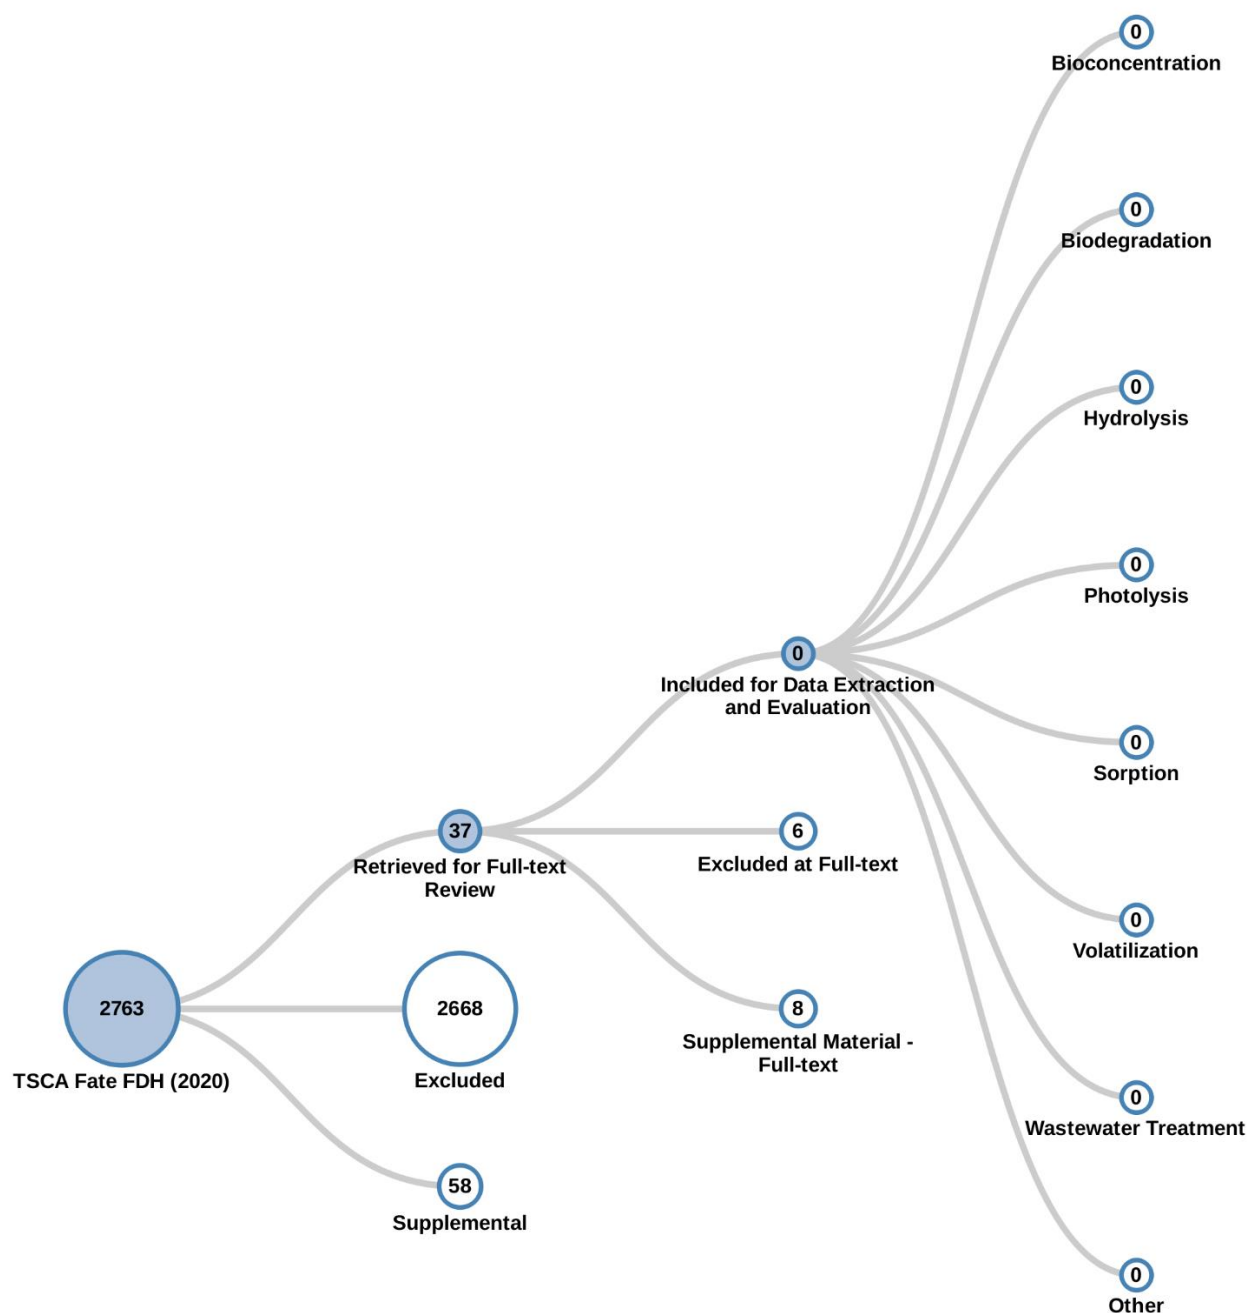 0
Bioconcentration
0
Biodegradation
0
Hydrolysis
0
Photolysis
0
Included for Data Extraction
and Evaluation
0
Sorption
37
Retrieved for Full-text
Review
6
Excluded at Full-text
0
Volatilization
2763
TSCA Fate FDH (2020)
2668
Excluded
8
Supplemental Material -
Full-text
0
Wastewater Treatment
58
Supplemental
0
Other